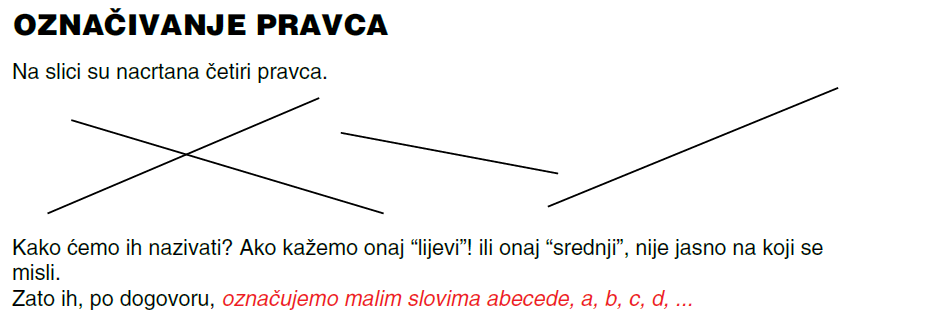 OZNAČIVANJE PRAVCA
Na slici su nacrtana četiri pravca.
Kako ćemo ih nazivati? Ako kažemo onaj “lijevi”! ili onaj “srednji”, nije jasno na koji se
misli.
Zato ih, po dogovoru, označujemo malim slovima abecede, a, b, c, d, ...